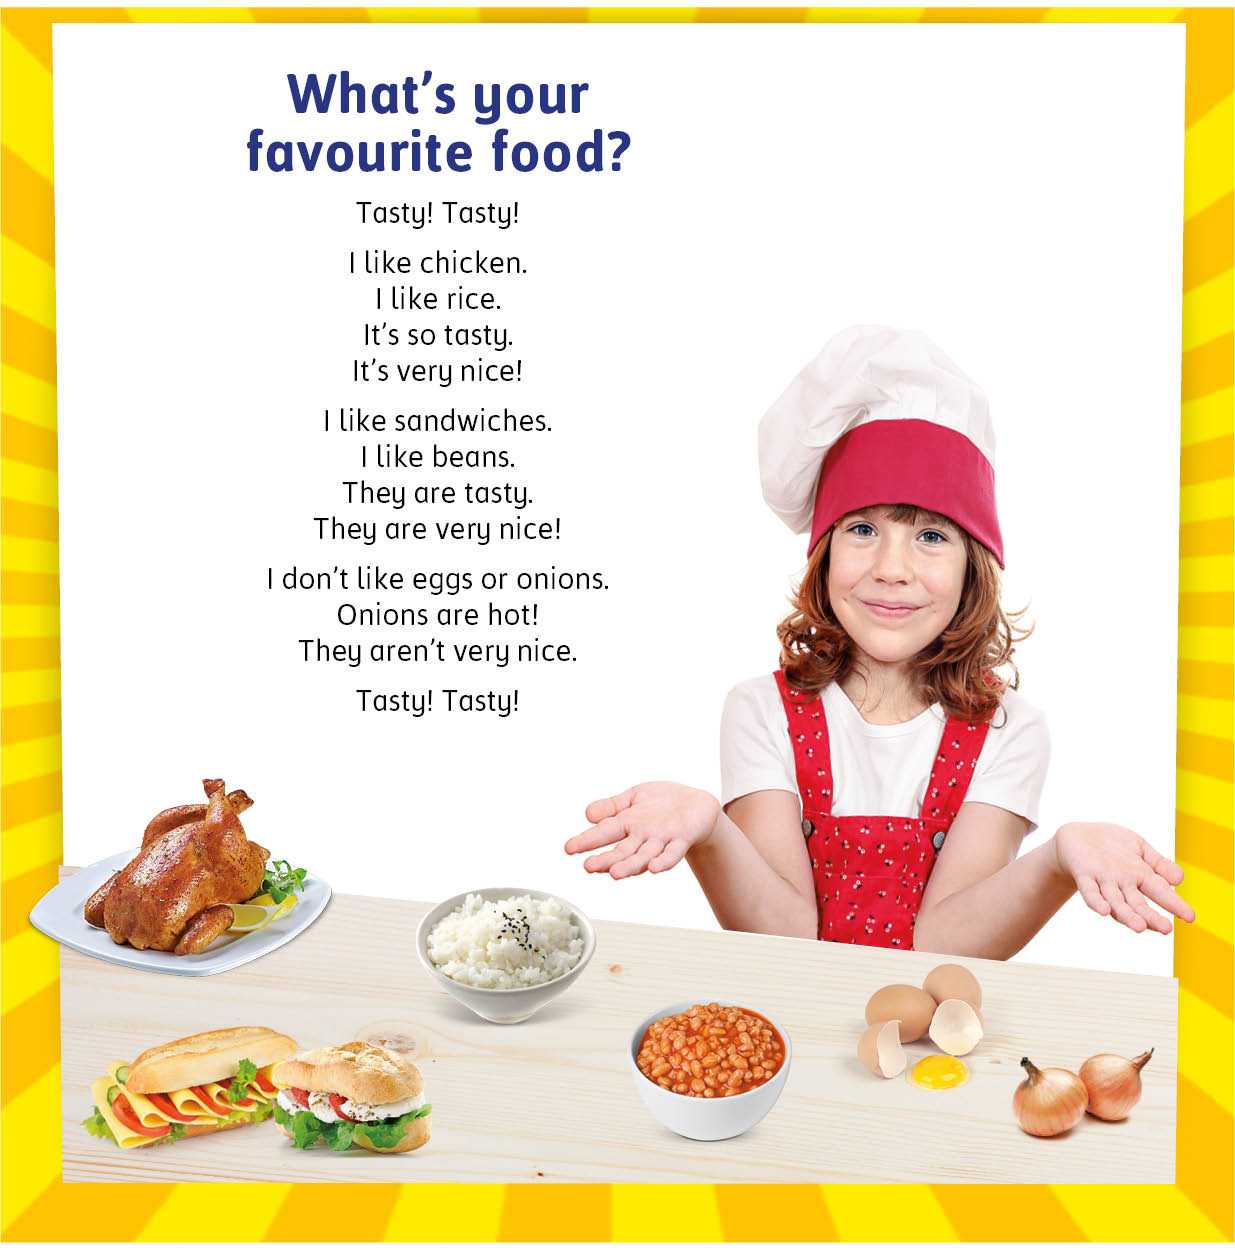 What's your
favourite food?
Tasty! Tasty!
I like chicken.
I like rice.
It's so tasty.
It's very nice!
I like sandwiches.
I like beans.
They are tasty.
They are very nice!
I don't like eggs or onions.
Onions are hot!
They aren't very nice.
Tasty! Tasty!